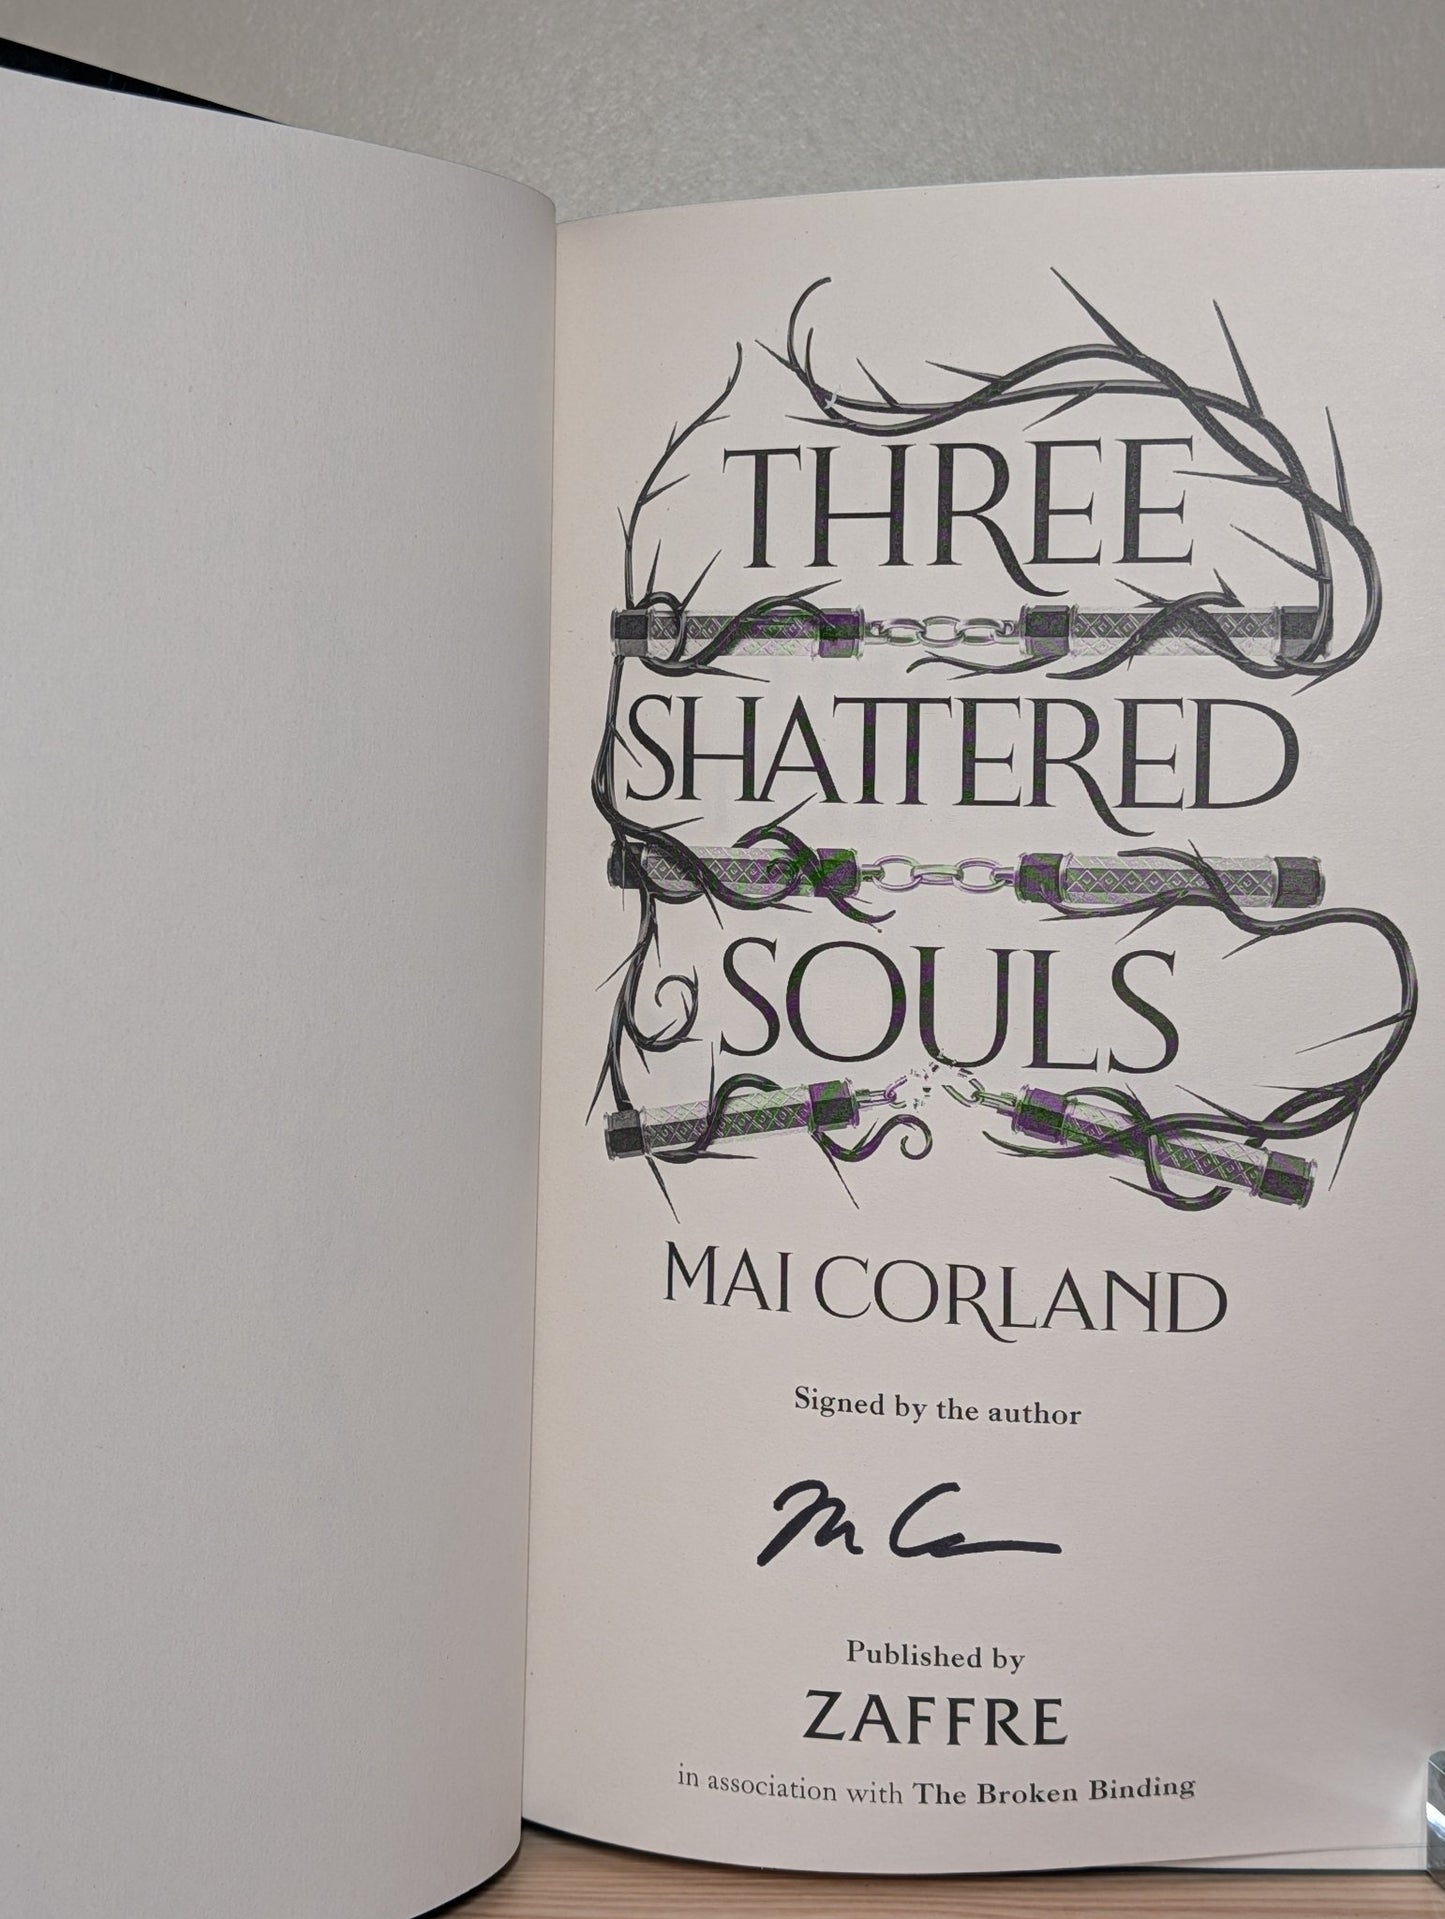 THREE
SHATTERED
SOULS
MAI CORLAND
Signed by the author
Published by
ZAFFRE
in association with The Broken Binding